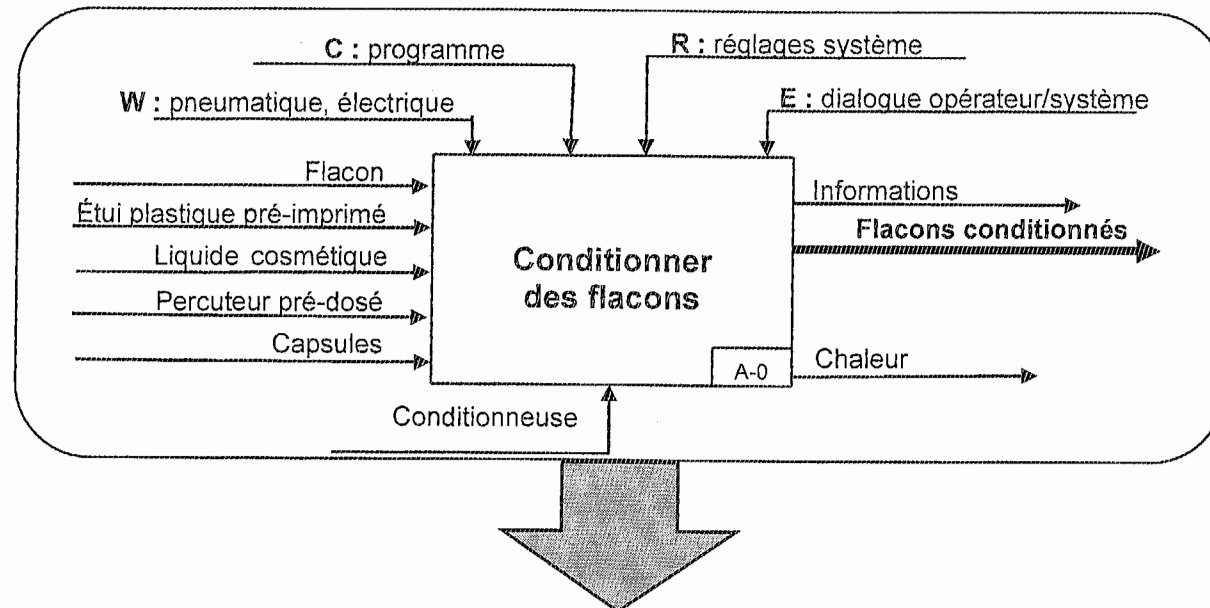 C : programme
R : réglages système
W : pneumatique, électrique
E : dialogue opérateur/système
Flacon
Étui plastique pré-imprimé
Liquide cosmétique
Percuteur pré-dosé
Capsules
Conditionner
des flacons
A-0
Informations
Flacons conditionnés
Chaleur
Conditionneuse